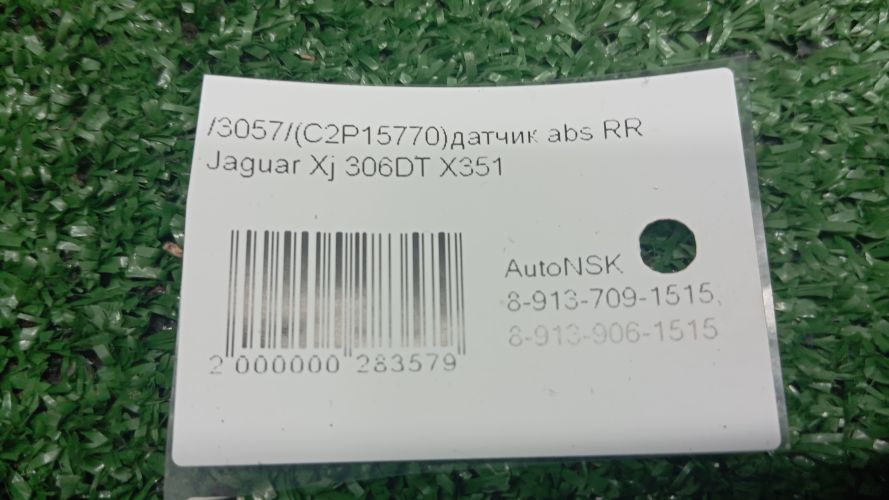 /3057/(C2P15770)датчик abs RR
Jaguar Xj 306DT X351
AutoNSK
8-913-709-1515,
8-913-906-1515
2 000000 283579